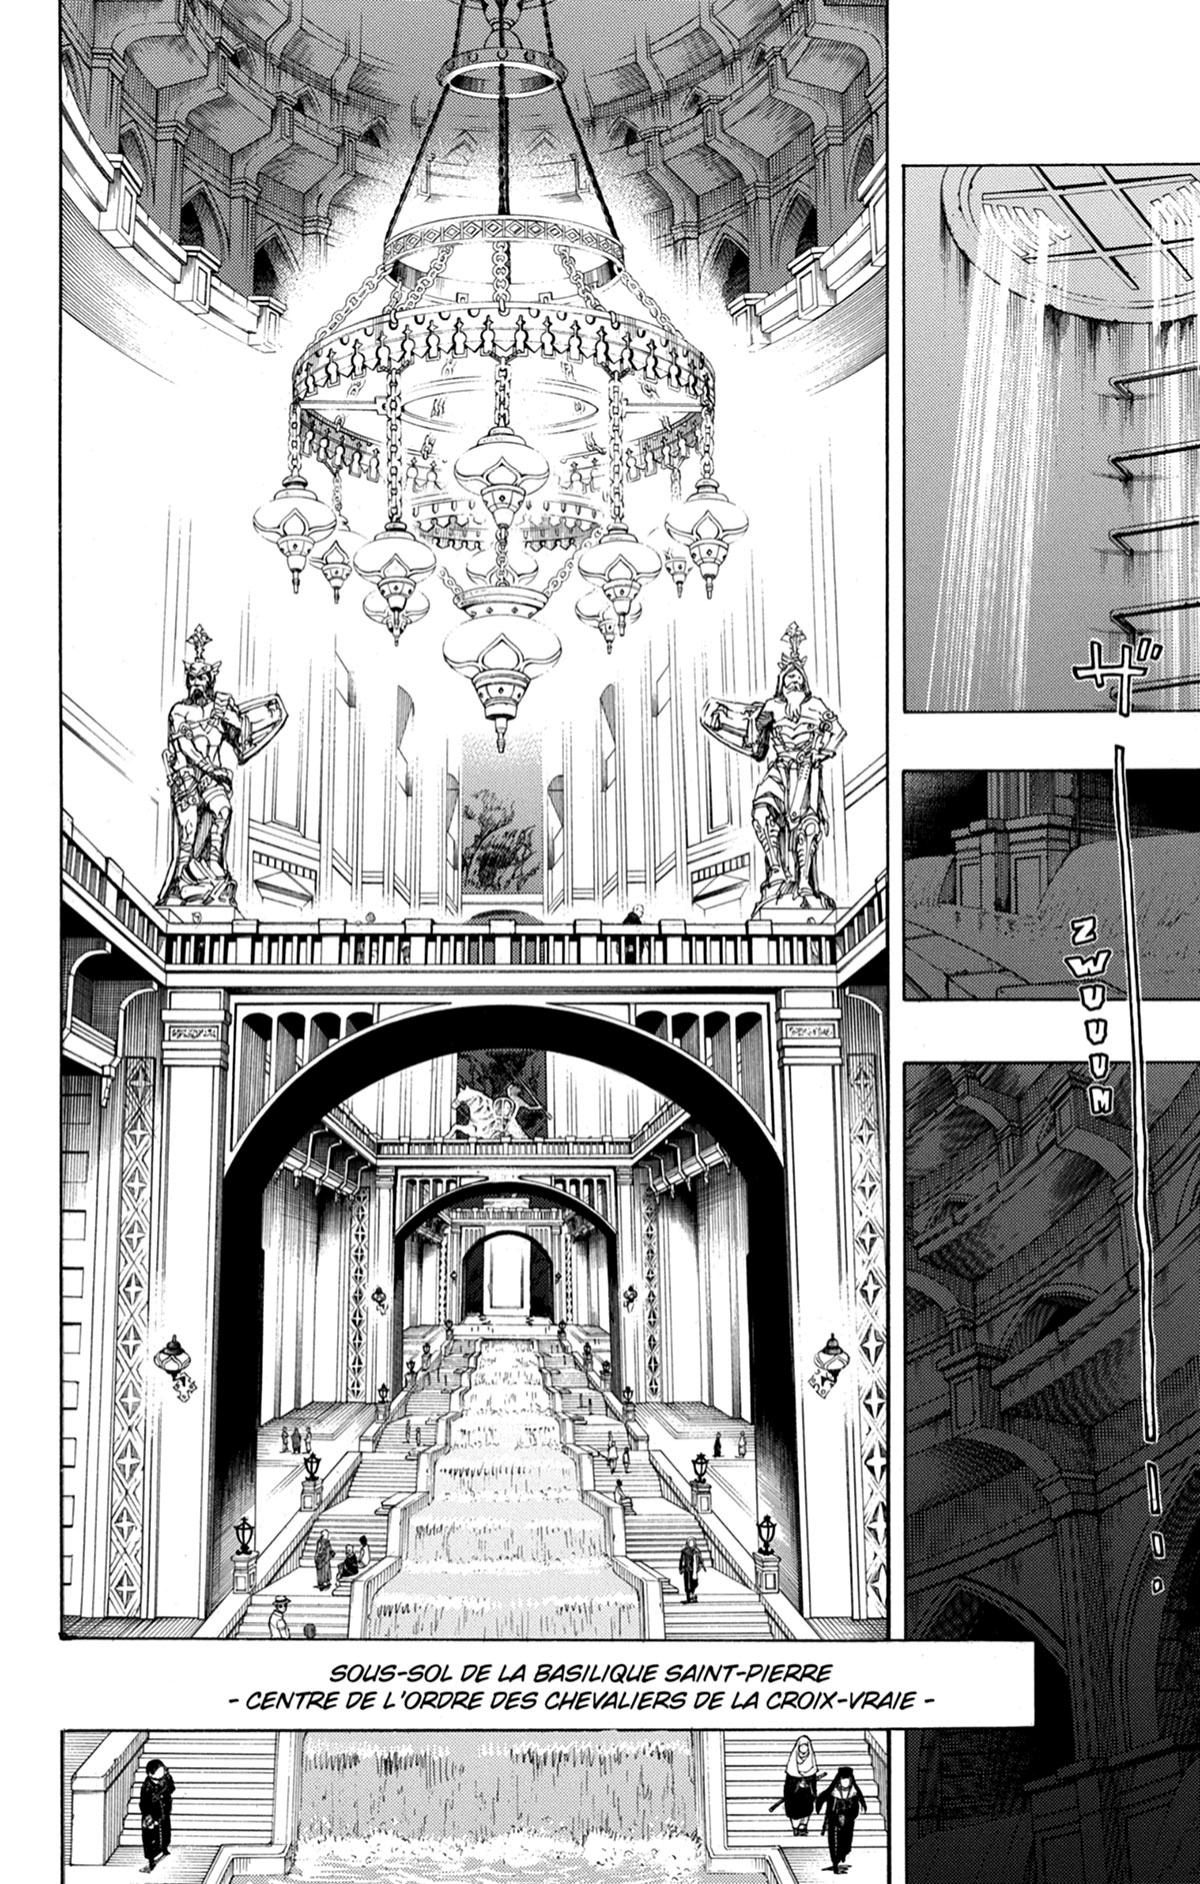 ザ
ZWUUUM
SOUS-SOL DE LA BASILIQUE SAINT-PIERRE
- CENTRE DE L'ORDRE DES CHEVALIERS DE LA CROIX-VRAIE -